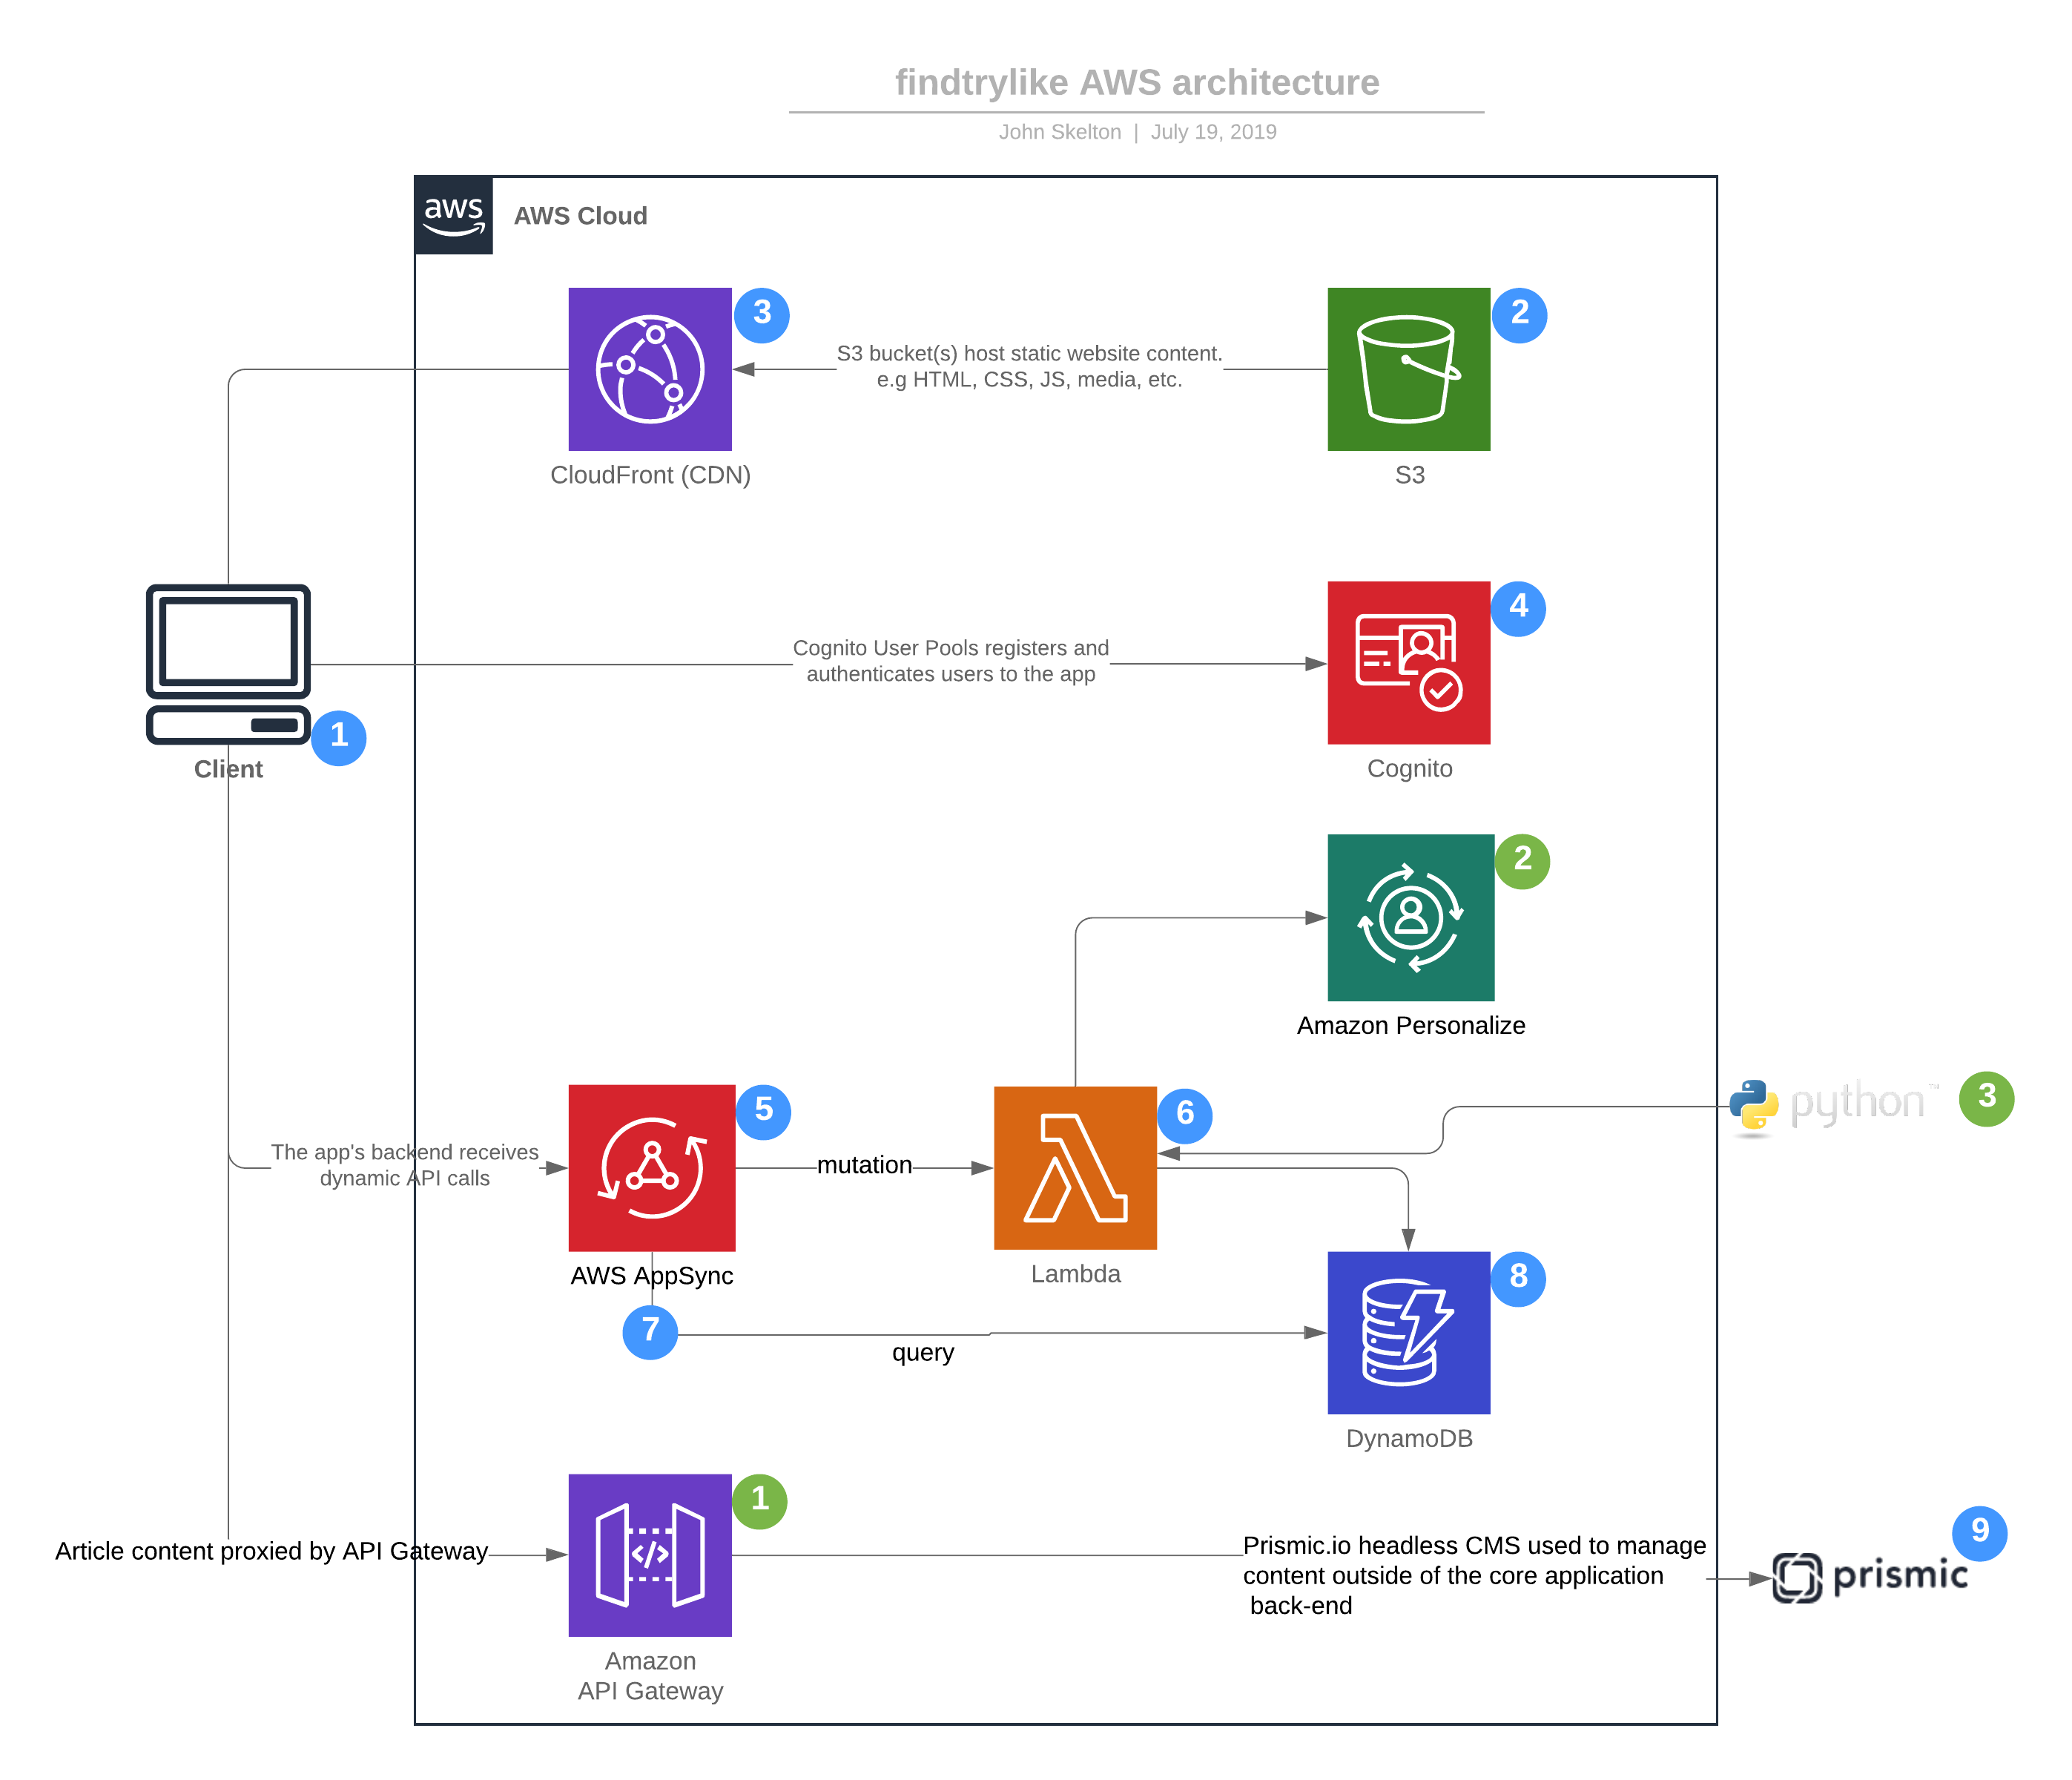 findtrylike AWS architecture
John Skelton | July 19, 2019
aws
AWS Cloud
3
2
S3 bucket(s) host static website content.
e.g HTML, CSS, JS, media, etc.
CloudFront (CDN)
S3
4
Cognito User Pools registers and
authenticates users to the app
1
Client
Cognito
2
Amazon Personalize
python™
3
5
6
The app's backend receives
dynamic API calls
mutation
AWS AppSync
Lambda
8
7
query
DynamoDB
1
9
Article content proxied by API Gateway
Prismic.io headless CMS used to manage
content outside of the core application
back-end
prismic
Amazon
API Gateway